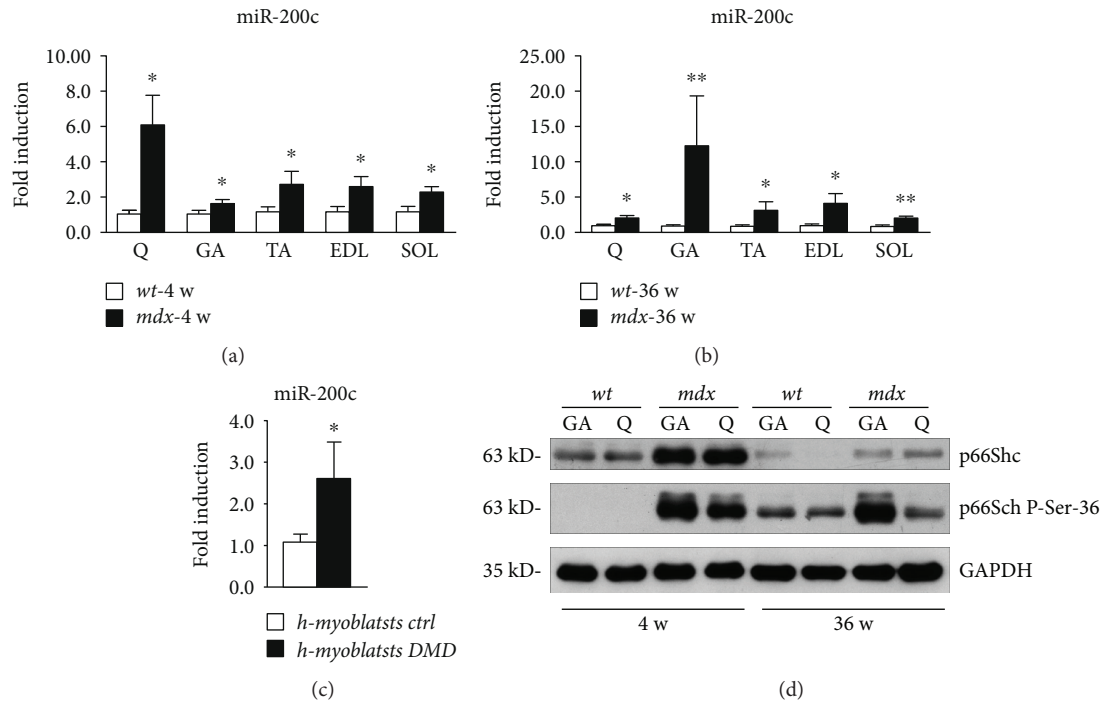 miR-200c
Fold induction
10.00
8.0
6.0
4.0
2.0
0.0
*
*
*
*
*
Q GA TA EDL SOL
wt-4 w
mdx-4 w
(a)
miR-200c
Fold induction
25.00
20.0
15.0
10.0
5.0
0.0
*
**
*
*
**
Q GA TA EDL SOL
wt-36 w
mdx-36 w
(b)
miR-200c
Fold induction
4.0
3.0
2.0
1.0
0.0
*
h-myoblatsts ctrl
h-myoblatsts DMD
(c)
wt mdx wt mdx
GA Q GA Q GA Q GA Q
63 kD- p66Shc
63 kD- p66Sch P-Ser-36
35 kD- GAPDH
4 w 36 w
(d)